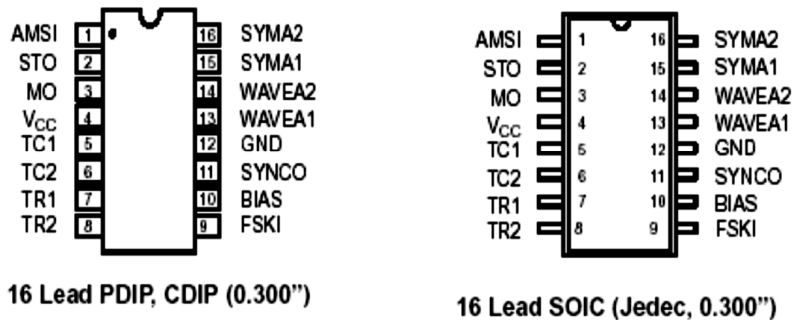 AMSI 1 16 SYMA2
STO 2 15 SYMA1
MO 3 14 WAVEA2
VCC 4 13 WAVEA1
TC1 5 12 GND
TC2 6 11 SYNCO
TR1 7 10 BIAS
TR2 8 9 FSKI
16 Lead PDIP, CDIP (0.300”)
AMSI 1 16 SYMA2
STO 2 15 SYMA1
MO 3 14 WAVEA2
VCC 4 13 WAVEA1
TC1 5 12 GND
TC2 6 11 SYNCO
TR1 7 10 BIAS
TR2 8 9 FSKI
16 Lead SOIC (Jedec, 0.300”)